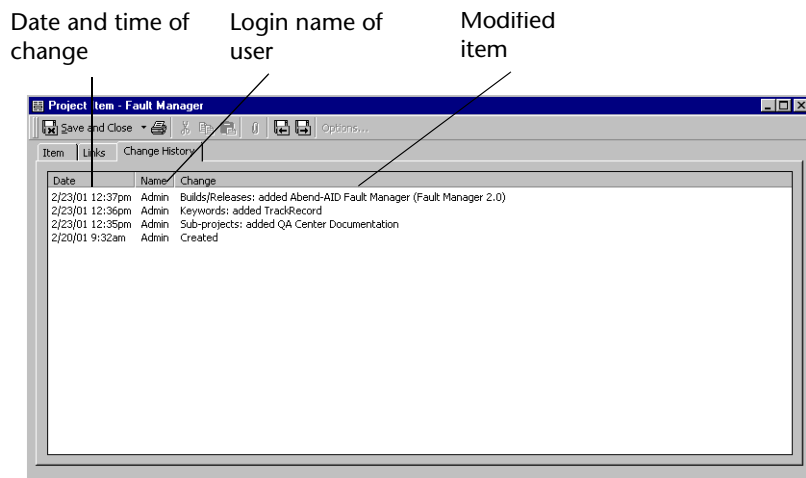 Date and time of change
Login name of user
Modified item
Project Item - Fault Manager
Save and Close
Options...
Item Links Change History
Date Name Change
2/23/01 12:37pm Admin Builds/Releases: added Abend-AID Fault Manager (Fault Manager 2.0)
2/23/01 12:36pm Admin Keywords: added TrackRecord
2/23/01 12:35pm Admin Sub-projects: added QA Center Documentation
2/20/01 9:32am Admin Created